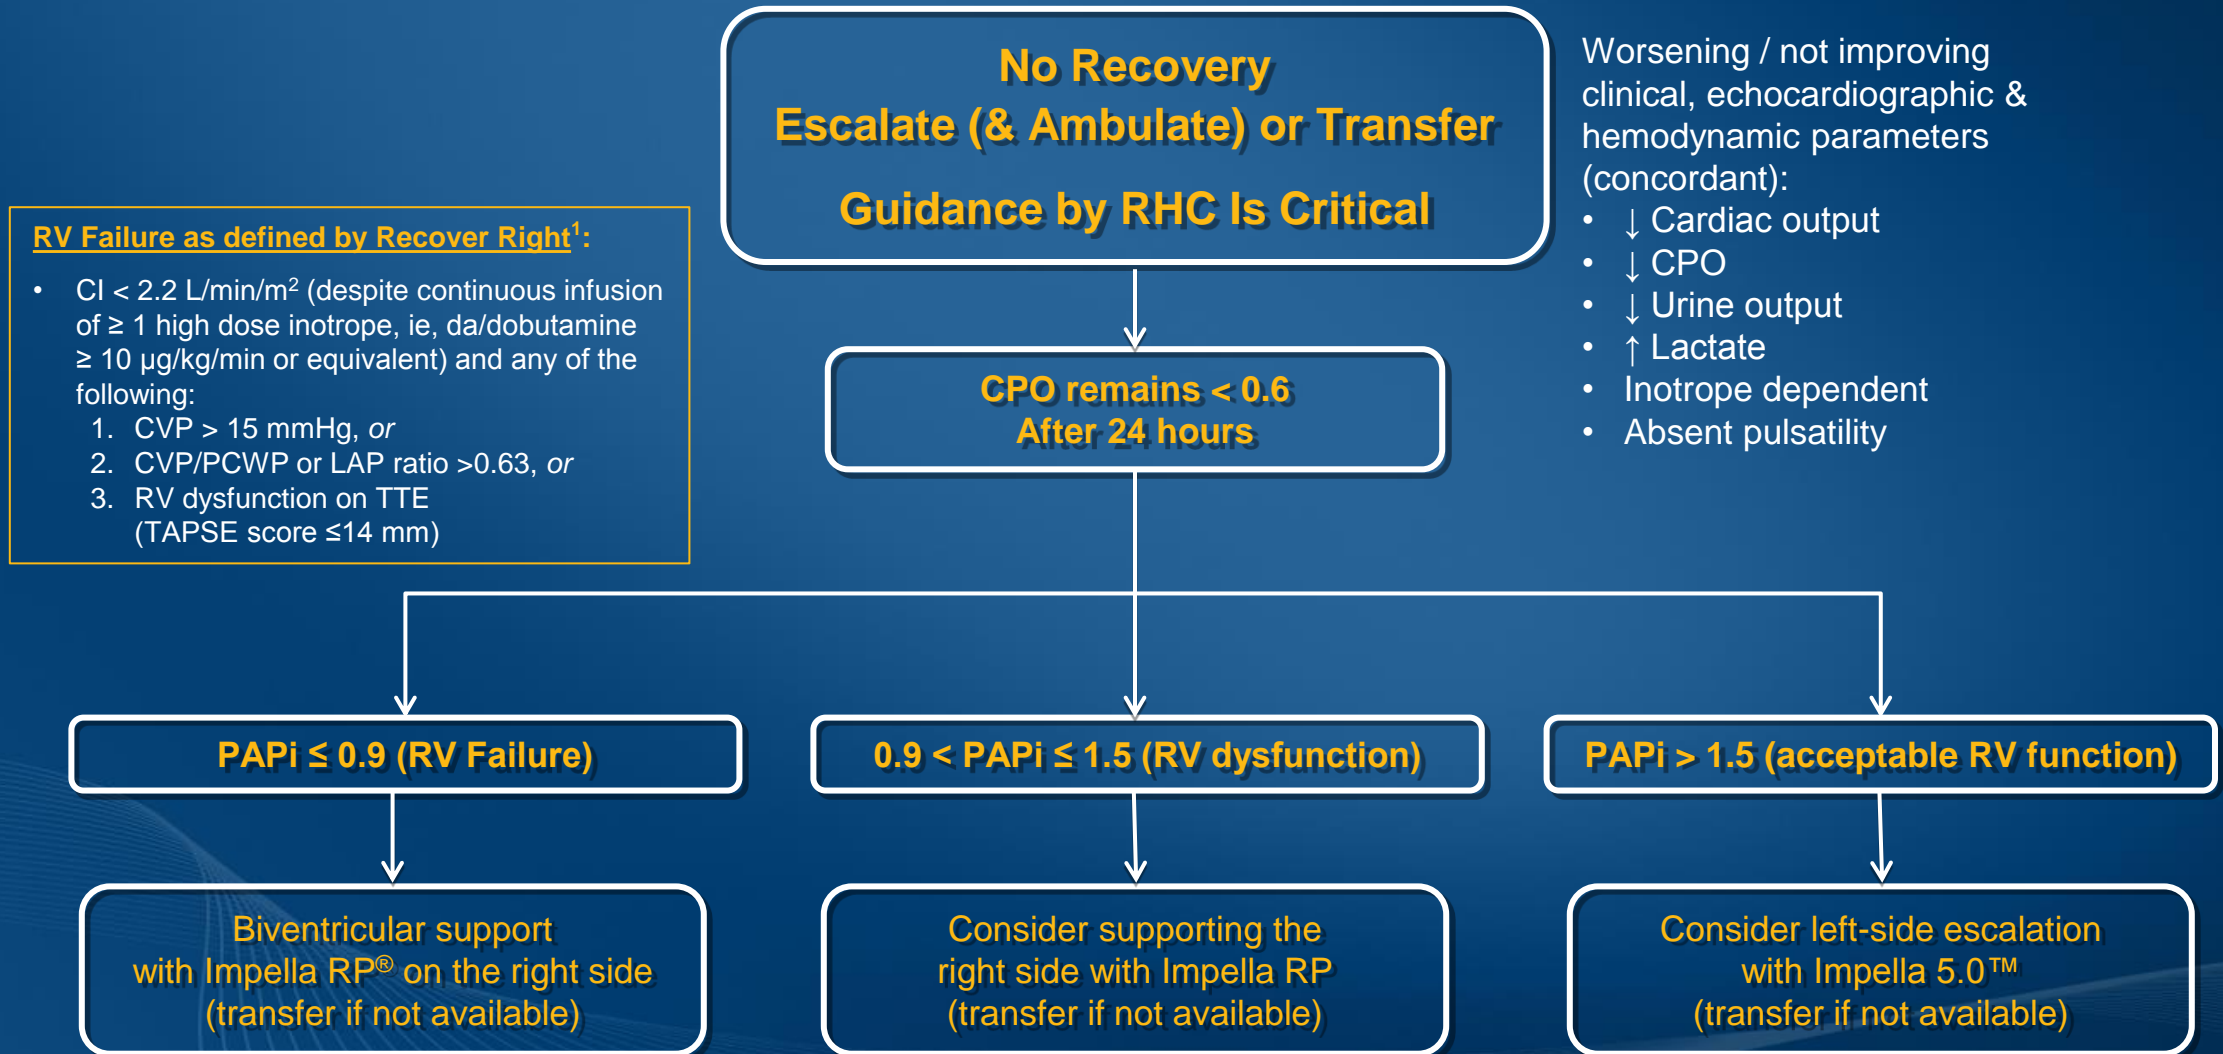 No Recovery
Escalate (& Ambulate) or Transfer
Guidance by RHC Is Critical
Worsening / not improving
clinical, echocardiographic &
hemodynamic parameters
(concordant):
• ↓ Cardiac output
• ↓ CPO
• ↓ Urine output
• ↑ Lactate
• Inotrope dependent
• Absent pulsatility
RV Failure as defined by Recover Right¹:
• CI < 2.2 L/min/m² (despite continuous infusion
of ≥ 1 high dose inotrope, ie, da/dobutamine
≥ 10 μg/kg/min or equivalent) and any of the
following:
1. CVP > 15 mmHg, or
2. CVP/PCWP or LAP ratio >0.63, or
3. RV dysfunction on TTE
(TAPSE score ≤14 mm)
CPO remains < 0.6
After 24 hours
PAPi ≤ 0.9 (RV Failure)
0.9 < PAPi ≤ 1.5 (RV dysfunction)
PAPi > 1.5 (acceptable RV function)
Biventricular support
with Impella RP® on the right side
(transfer if not available)
Consider supporting the
right side with Impella RP
(transfer if not available)
Consider left-side escalation
with Impella 5.0™
(transfer if not available)